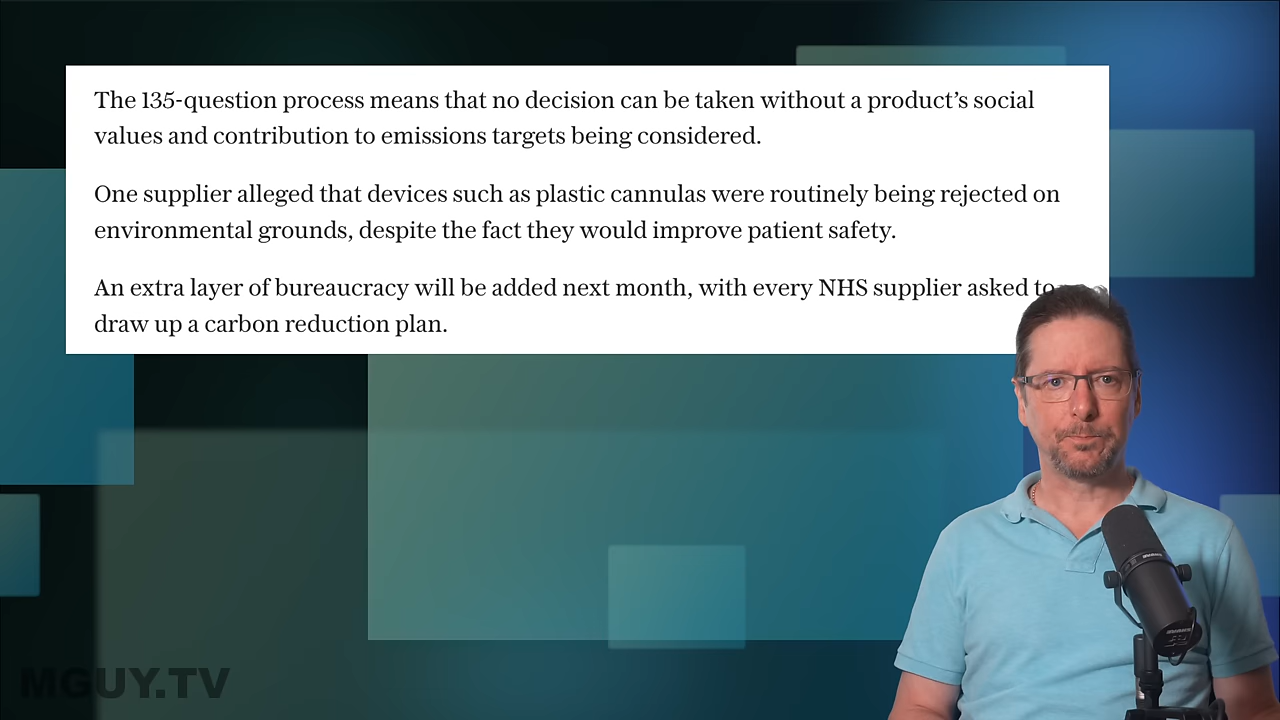 The 135-question process means that no decision can be taken without a product’s social
values and contribution to emissions targets being considered.
One supplier alleged that devices such as plastic cannulas were routinely being rejected on
environmental grounds, despite the fact they would improve patient safety.
An extra layer of bureaucracy will be added next month, with every NHS supplier asked to
draw up a carbon reduction plan.
MGUY.TV